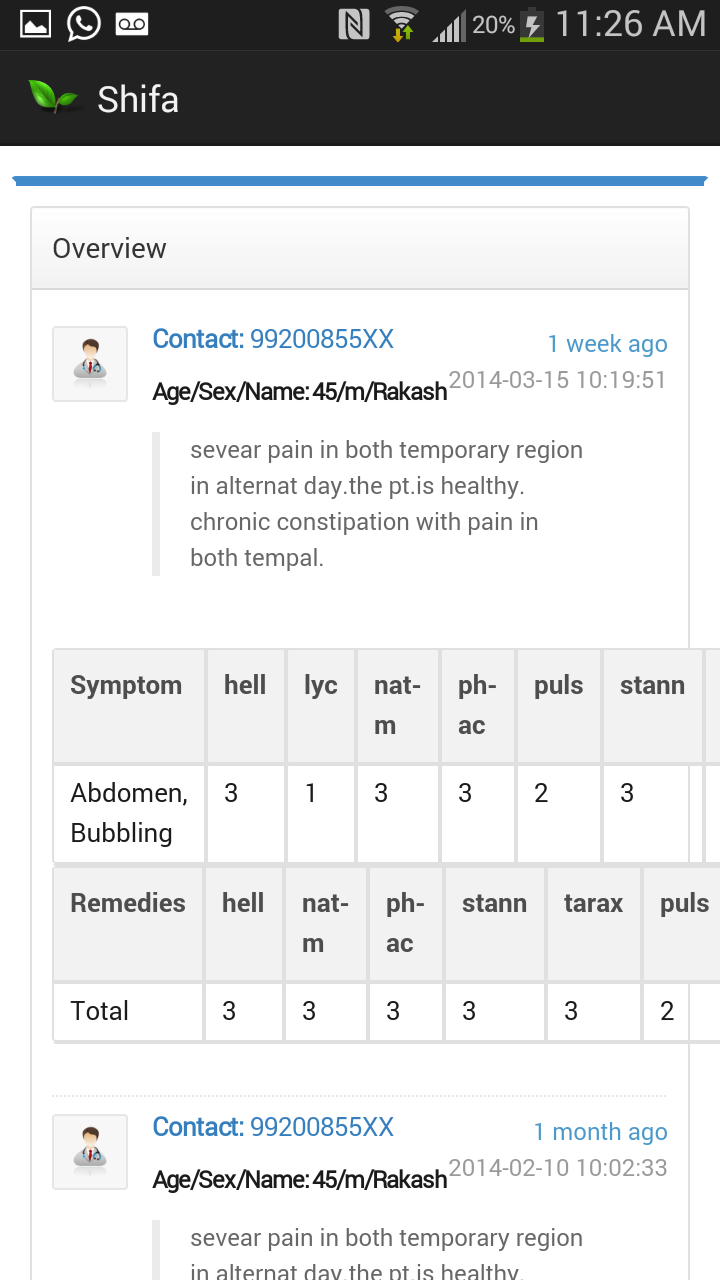 20% 11:26 AM
Shifa
Overview
Contact: 99200855XX
1 week ago
Age/Sex/Name: 45/m/Rakash
2014-03-15 10:19:51
sevear pain in both temporary region
in alternat day.the pt.is healthy.
chronic constipation with pain in
both tempal.
Symptom hell lyc nat- ph- puls stann
m ac
Abdomen, 3 1 3 3 2 3
Bubbling
Remedies hell nat- ph- stann tarax puls
m ac
Total 3 3 3 3 3 2
Contact: 99200855XX
1 month ago
Age/Sex/Name: 45/m/Rakash
2014-02-10 10:02:33
sevear pain in both temporary region
in alternat day.the pt.is healthy.